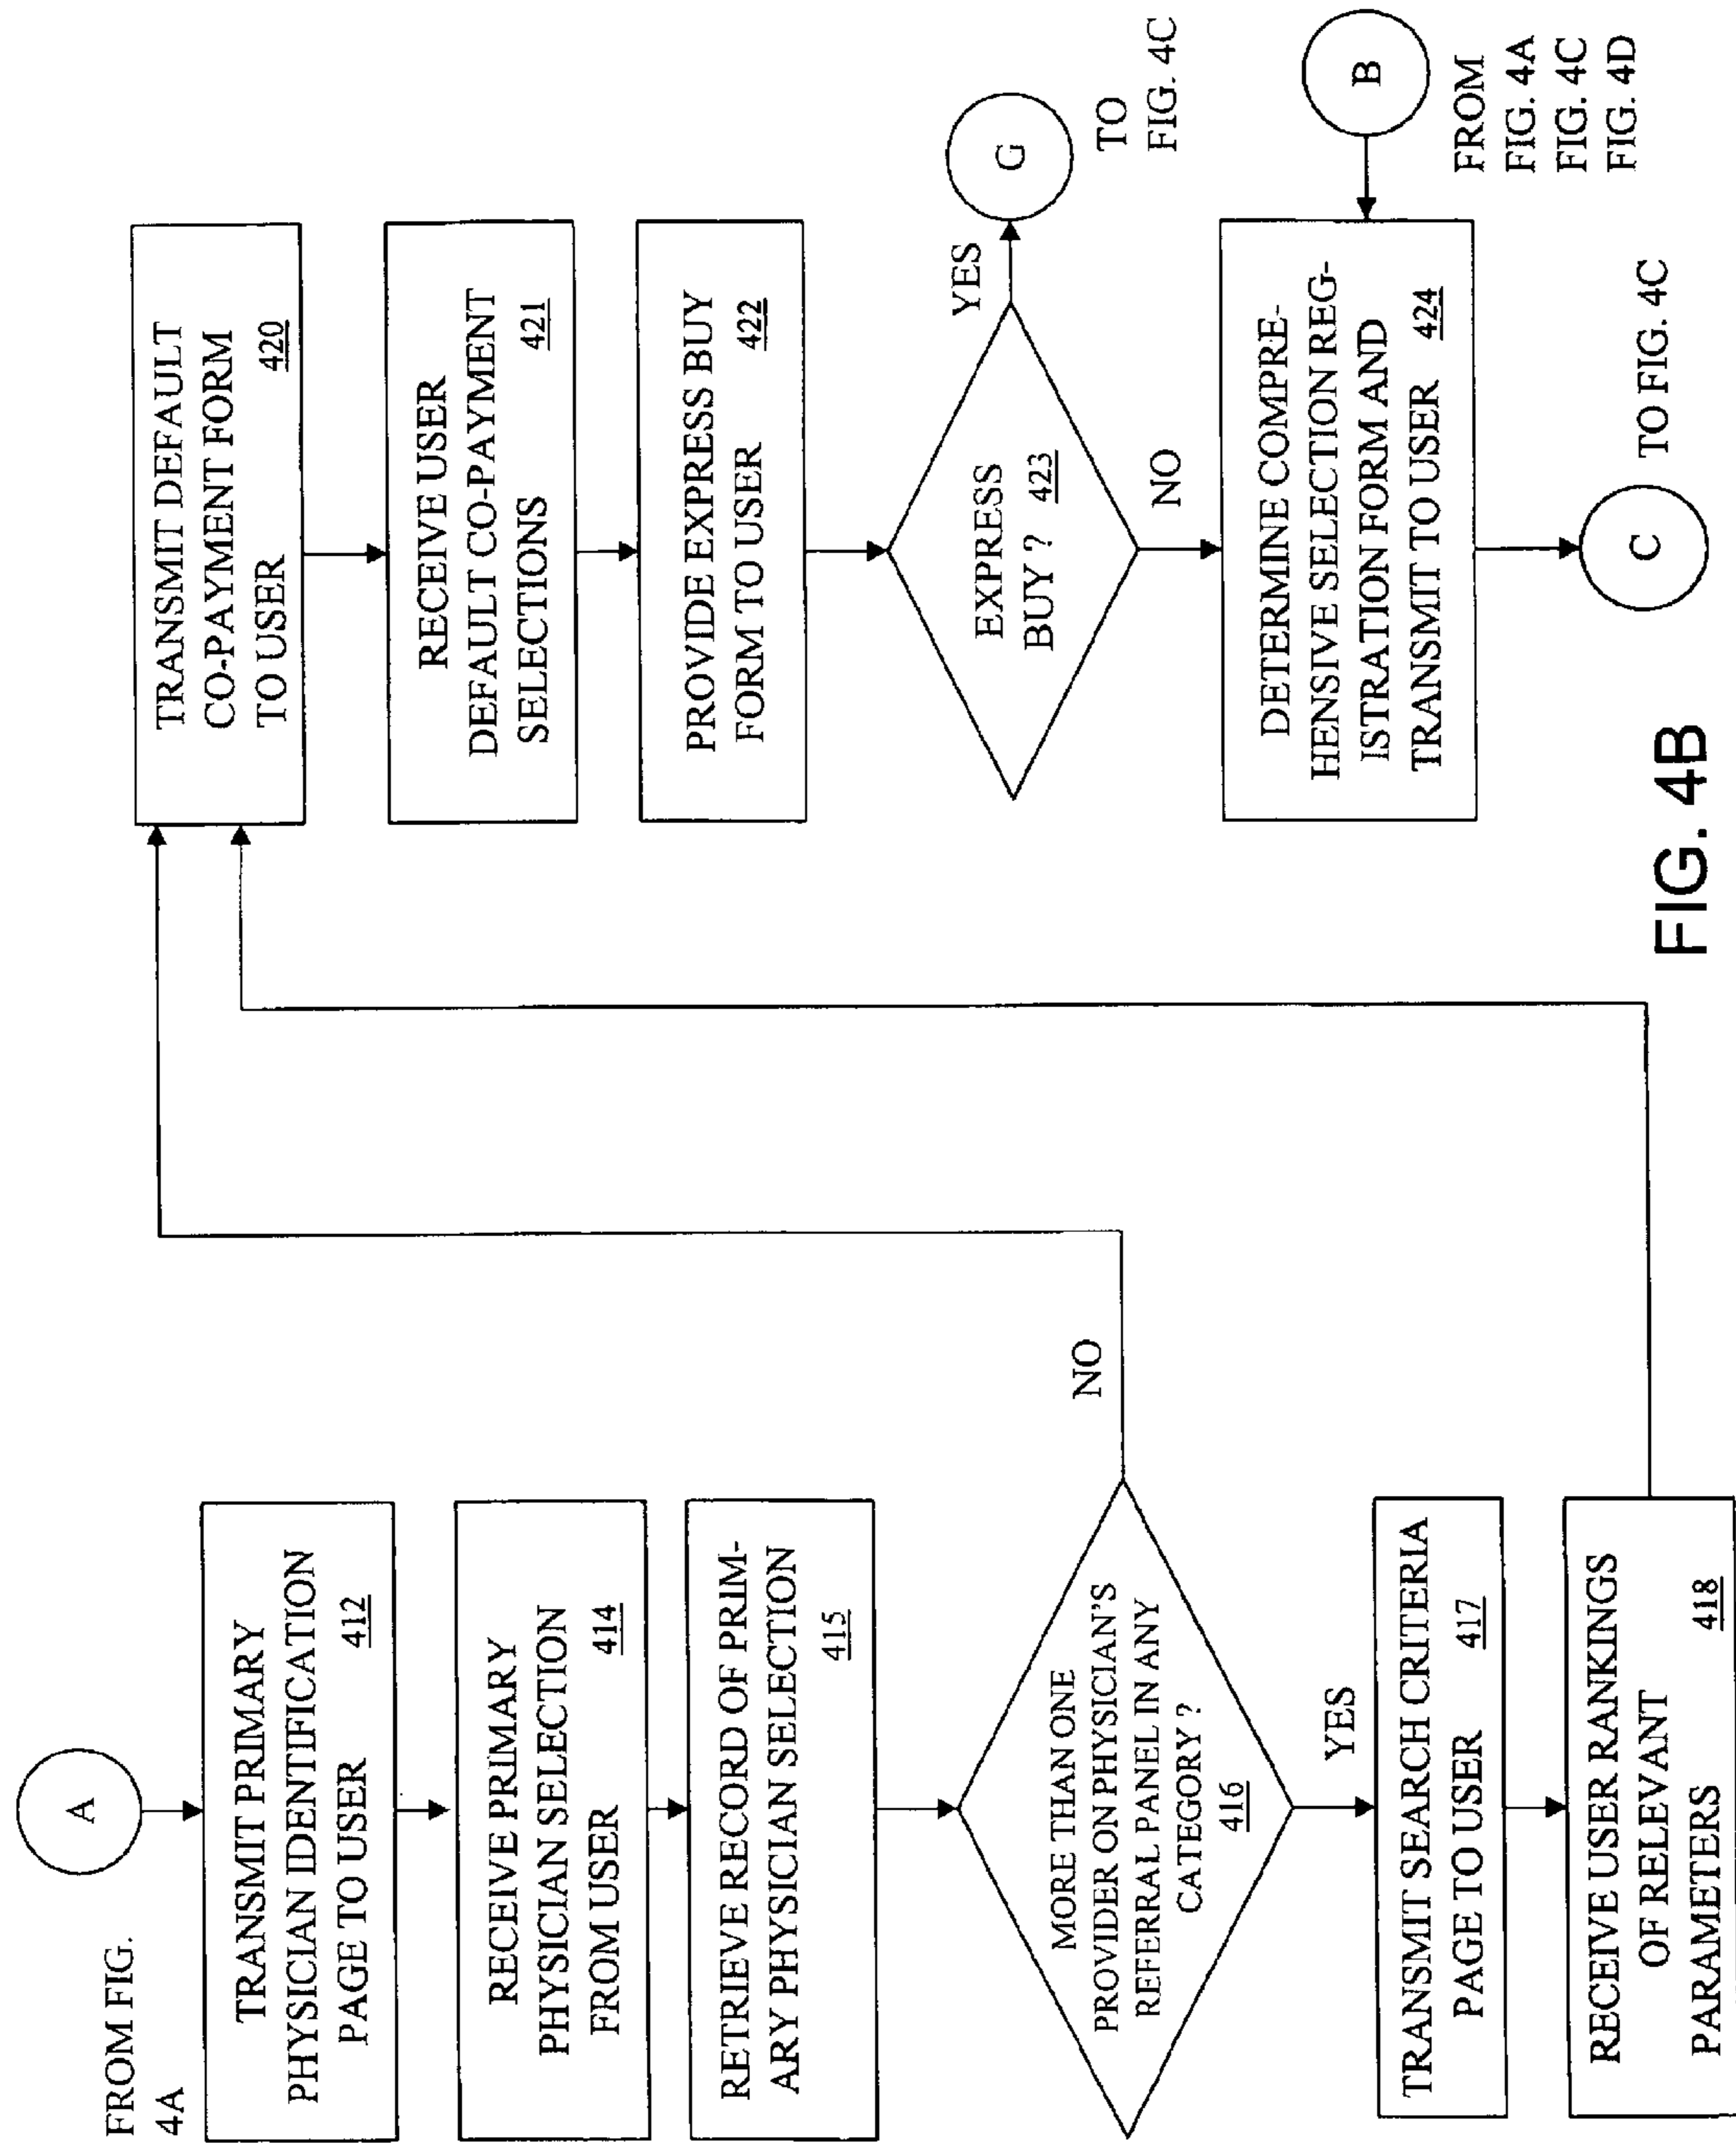 FROM FIG.
4A
A
TRANSMIT PRIMARY
PHYSICIAN IDENTIFICATION
PAGE TO USER 412
RECEIVE PRIMARY
PHYSICIAN SELECTION
FROM USER 414
RETRIEVE RECORD OF PRIM-
ARY PHYSICIAN SELECTION
415
MORE THAN ONE
PROVIDER ON PHYSICIAN'S
REFERRAL PANEL IN ANY
CATEGORY ?
416
NO
YES
TRANSMIT SEARCH CRITERIA
PAGE TO USER 417
RECEIVE USER RANKINGS
OF RELEVANT
PARAMETERS 418
TRANSMIT DEFAULT
CO-PAYMENT FORM
TO USER 420
RECEIVE USER
DEFAULT CO-PAYMENT
SELECTIONS 421
PROVIDE EXPRESS BUY
FORM TO USER 422
EXPRESS
BUY ? 423
YES
G
TO
FIG. 4C
NO
DETERMINE COMPRE-
HENSIVE SELECTION REG-
ISTRATION FORM AND
TRANSMIT TO USER 424
B
FROM
FIG. 4A
FIG. 4C
FIG. 4D
C
TO FIG. 4C
FIG. 4B